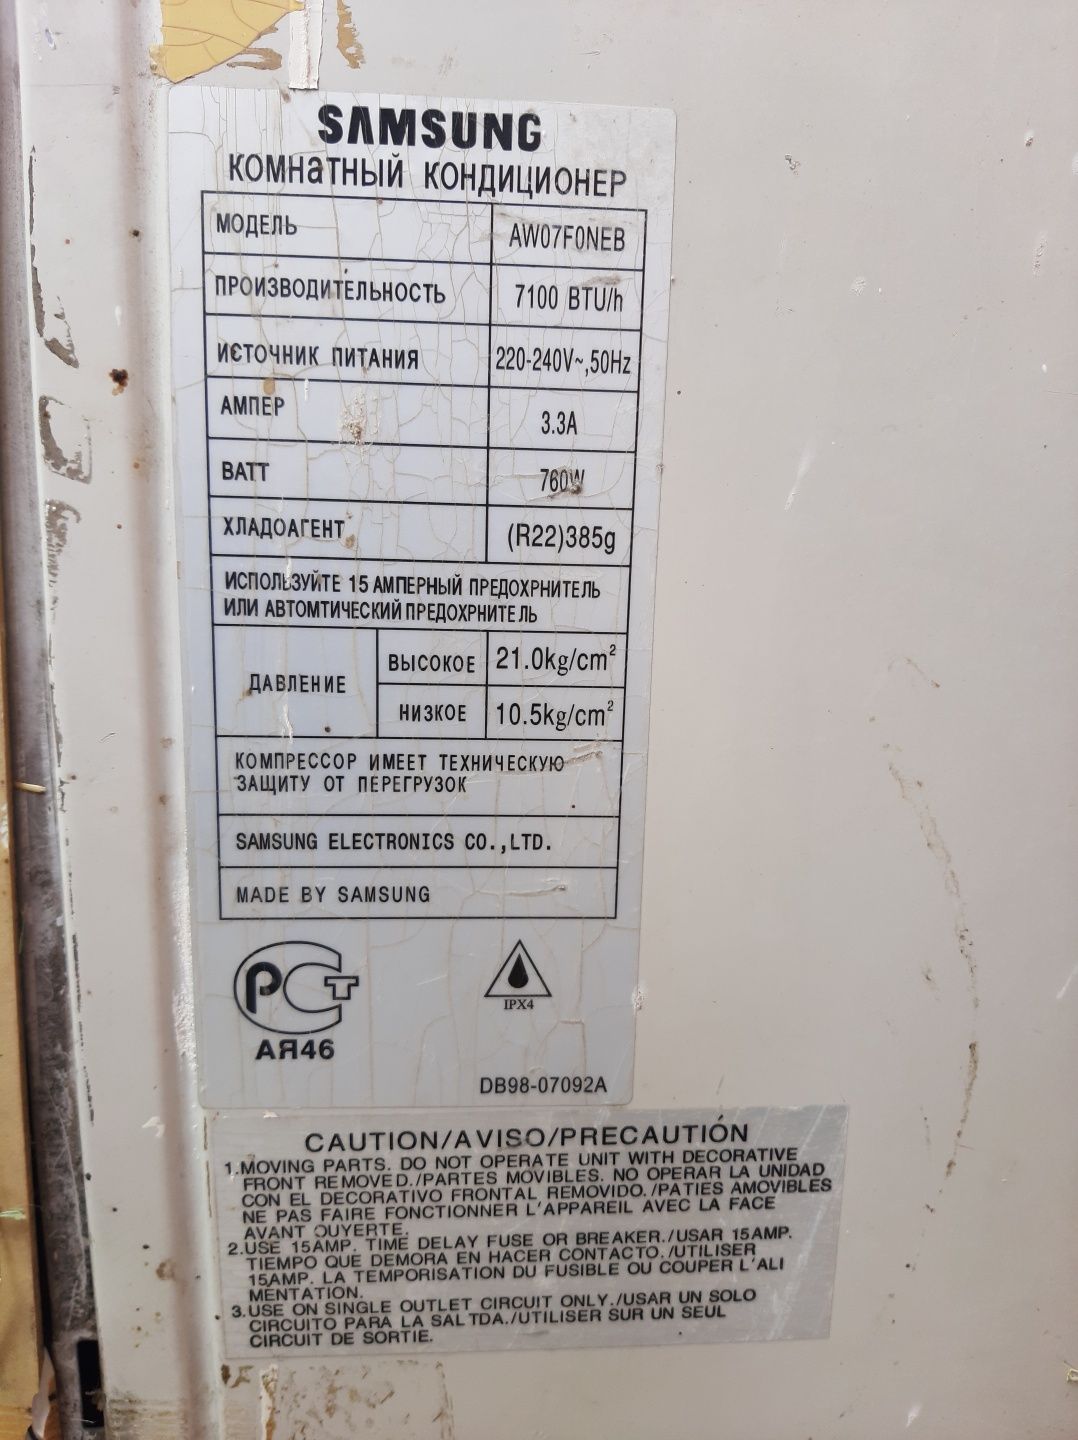 SAMSUNG
КОМНаТНЫЙ КОНДИЦИОНЕР
МОДЕЛЬ AW07F0NEB
ПРОИЗВОДИТЕЛЬНОСТЬ 7100 BTU/h
ИСТОЧНИК ПИТАНИЯ 220-240V~,50Hz
АМПЕР 3.3A
ВАТТ 760W
ХЛАДОАГЕНТ (R22)385g
ИСПОЛЬЗУЙТЕ 15 АМПЕРНЫЙ ПРЕДОХРНИТЕЛЬ
ИЛИ АВТОМТИЧЕСКИЙ ПРЕДОХРНИТЕЛЬ
ДАВЛЕНИЕ ВЫСОКОЕ 21.0kg/cm²
НИЗКОЕ 10.5kg/cm²
КОМПРЕССОР ИМЕЕТ ТЕХНИЧЕСКУЮ
ЗАЩИТУ ОТ ПЕРЕГРУЗОК
SAMSUNG ELECTRONICS CO.,LTD.
MADE BY SAMSUNG
РСТ
АЯ46
IPX4
DB98-07092A
CAUTION/AVISO/PRECAUTIÓN
1.MOVING PARTS. DO NOT OPERATE UNIT WITH DECORATIVE
FRONT REMOVED./PARTES MOVIBLES. NO OPERAR LA UNIDAD
CON EL DECORATIVO FRONTAL REMOVIDO./PATIES AMOVIBLES
NE PAS FAIRE FONCTIONNER L'APPAREIL AVEC LA FACE
AVANT OUYERTE.
2.USE 15AMP. TIME DELAY FUSE OR BREAKER./USAR 15AMP.
TIEMPO QUE DEMORA EN HACER CONTACTO./UTILISER
15AMP. LA TEMPORISATION DU FUSIBLE OU COUPER L'ALI
MENTATION.
3.USE ON SINGLE OUTLET CIRCUIT ONLY./USAR UN SOLO
CIRCUITO PARA LA SALTDA./UTILISER SUR UN SEUL
CIRCUIT DE SORTIE.